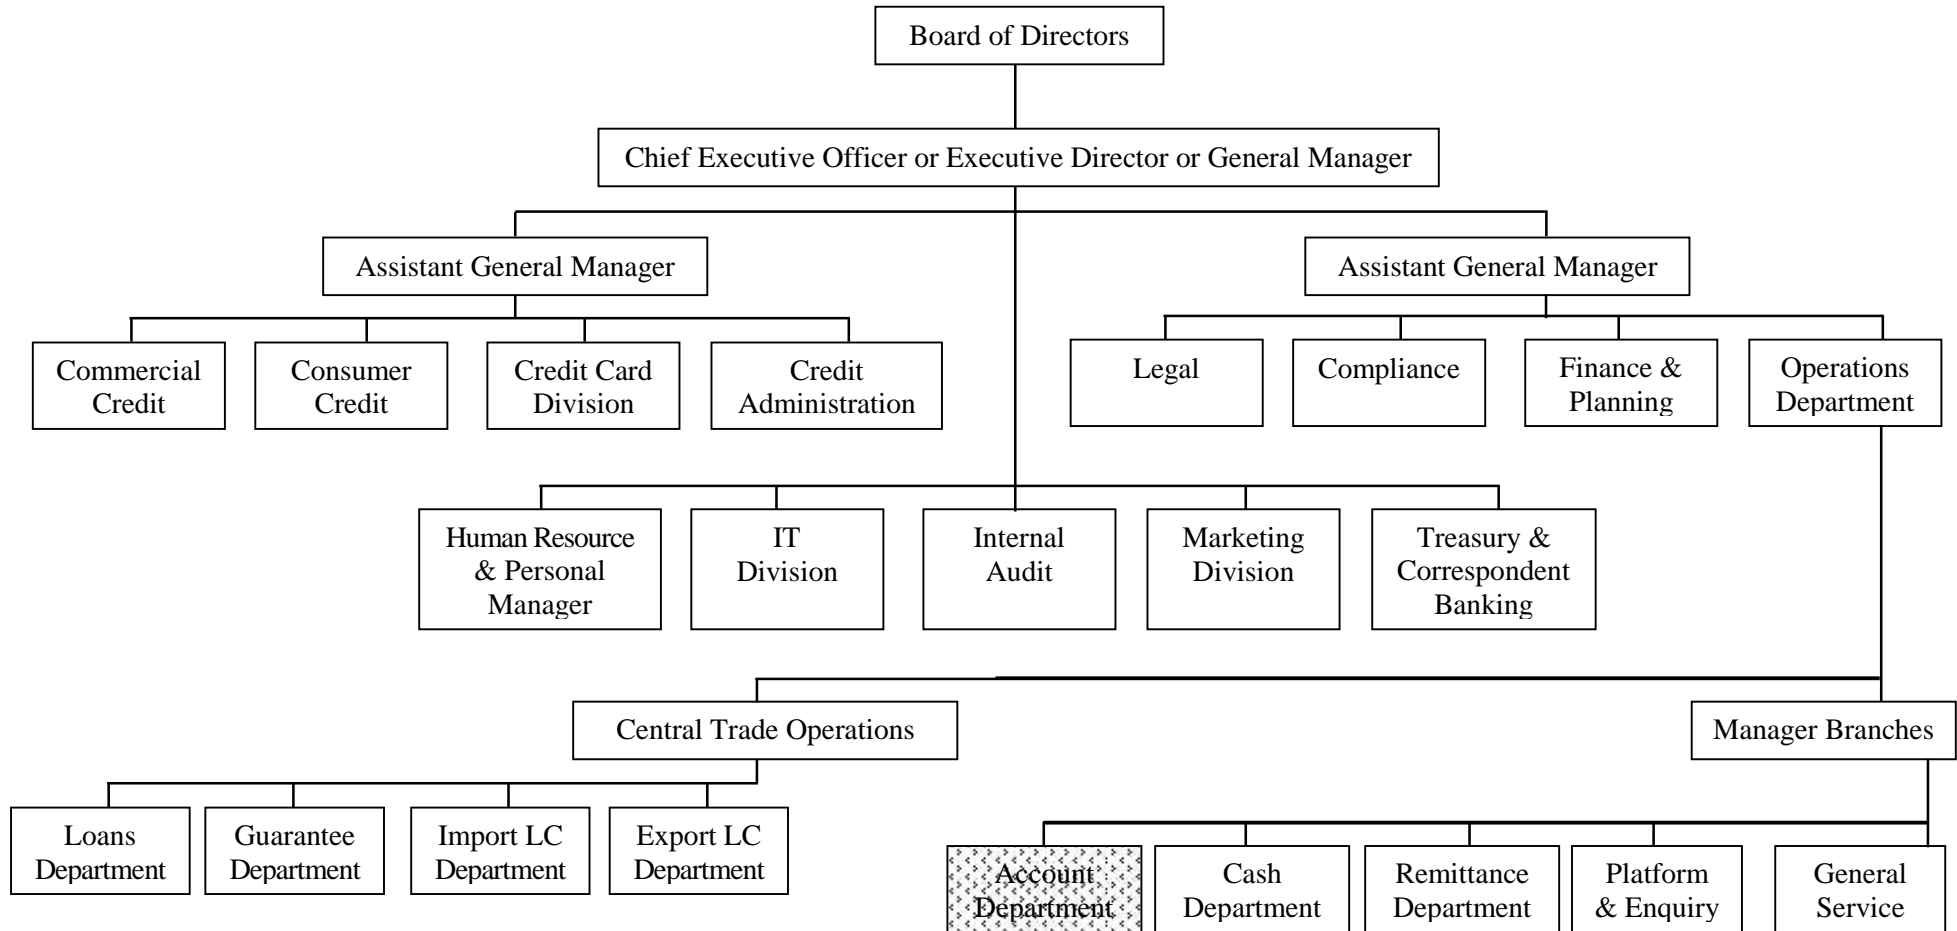 Board of Directors
Chief Executive Officer or Executive Director or General Manager
Assistant General Manager
Assistant General Manager
Commercial
Credit
Consumer
Credit
Credit Card
Division
Credit
Administration
Legal
Compliance
Finance &
Planning
Operations
Department
Human Resource
& Personal
Manager
IT
Division
Internal
Audit
Marketing
Division
Treasury &
Correspondent
Banking
Central Trade Operations
Manager Branches
Loans
Department
Guarantee
Department
Import LC
Department
Export LC
Department
Account
Department
Cash
Department
Remittance
Department
Platform
& Enquiry
General
Service